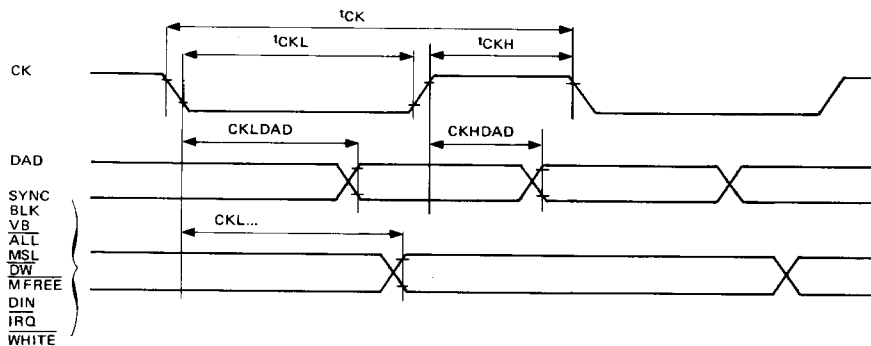 tCK
tCKL
tCKH
CK
CKLDAD
CKHDAD
DAD
SYNC
BLK
CKL...
VB
ALL
MSL
DW
MFREE
DIN
IRQ
WHITE